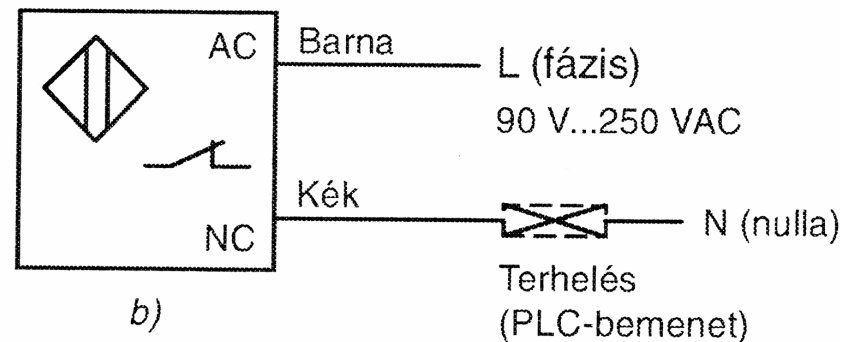 AC
Barna
L (fázis)
90 V...250 VAC
Kék
NC
N (nulla)
Terhelés
(PLC-bemenet)
b)